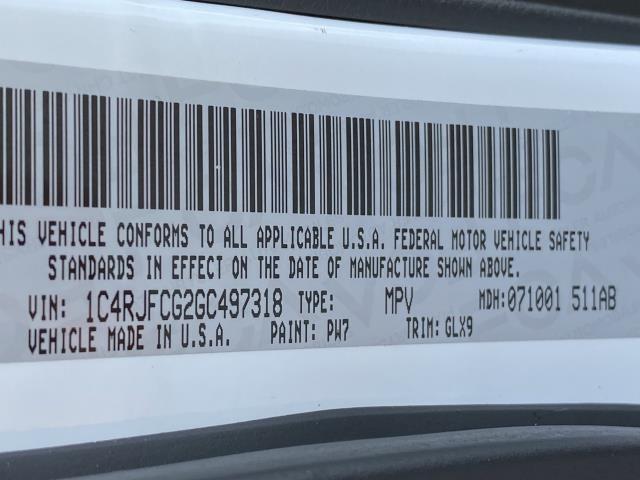 THIS VEHICLE CONFORMS TO ALL APPLICABLE U.S.A. FEDERAL MOTOR VEHICLE SAFETY
STANDARDS IN EFFECT ON THE DATE OF MANUFACTURE SHOWN ABOVE.
VIN: 1C4RJFCG2GC497318 TYPE: MPV MDH:071001 511AB
VEHICLE MADE IN U.S.A. PAINT: PW7 TRIM: GLX9